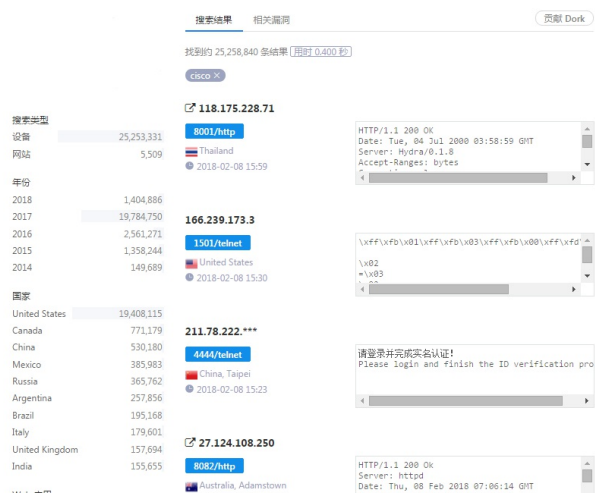 搜索结果 相关漏洞 贡献 Dork
找到约 25,258,840 条结果 用时 0.400 秒
cisco ×
搜索类型
设备 25,253,331
网站 5,509
年份
2018 1,404,886
2017 19,784,750
2016 2,561,271
2015 1,358,244
2014 149,689
国家
United States 19,408,115
Canada 771,179
China 530,180
Mexico 385,983
Russia 365,762
Argentina 257,856
Brazil 195,168
Italy 179,601
United Kingdom 157,694
India 155,655
118.175.228.71
8001/http
Thailand
2018-02-08 15:59
HTTP/1.1 200 OK
Date: Tue, 04 Jul 2000 03:58:59 GMT
Server: Hydra/0.1.8
Accept-Ranges: bytes
166.239.173.3
1501/telnet
United States
2018-02-08 15:30
\xff\xfb\x01\xff\xfb\x03\xff\xfb\x00\xff\xfd
\x02
=\x03
211.78.222.***
4444/telnet
China, Taipei
2018-02-08 15:23
请登录并完成实名认证!
Please login and finish the ID verification pro
27.124.108.250
8082/http
Australia, Adamstown
HTTP/1.1 200 OK
Server: httpd
Date: Thu, 08 Feb 2018 07:06:14 GMT